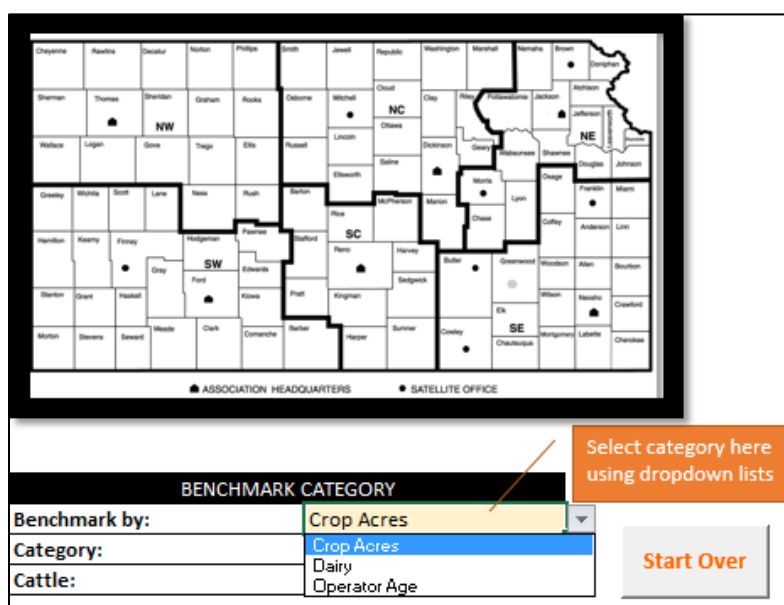 Cheyenne Rawlins Decatur Norton Phillips Smith Jewell Republic Washington Marshall Nemaha Brown
Doniphan
Atchison
Sherman Thomas Sheridan Graham Rooks Osborne Mitchell Cloud Clay Riley Pottawatomie Jackson
NW
NC
Jefferson
Leavenworth
Ottawa
NE
Lincoln
Dickinson
Geary
Wabaunsee Shawnee
Wallace Logan Gove Trego Ellis Russell
Saline
Douglas Johnson
Ellsworth
Morris
Osage
Greeley Wichita Scott Lane Ness Rush Barton McPherson Marion Lyon Franklin Miami
Rice
Chase
SC
Coffey Anderson Linn
Hamilton Kearny Finney Hodgeman Pawnee Stafford Reno Harvey Butler Greenwood Woodson Allen Bourbon
SW
Gray Edwards
Sedgwick
Ford
Stanton Grant Haskell Kiowa Pratt Kingman Wilson Neosho Crawford
Elk
SE
Morton Stevens Seward Meade Clark Comanche Barber Harper Sumner Cowley Montgomery Labette Cherokee
Chautauqua
ASSOCIATION HEADQUARTERS SATELLITE OFFICE
Select category here
using dropdown lists
BENCHMARK CATEGORY
Benchmark by: Crop Acres
Category: Crop Acres
Dairy
Cattle: Operator Age
Start Over